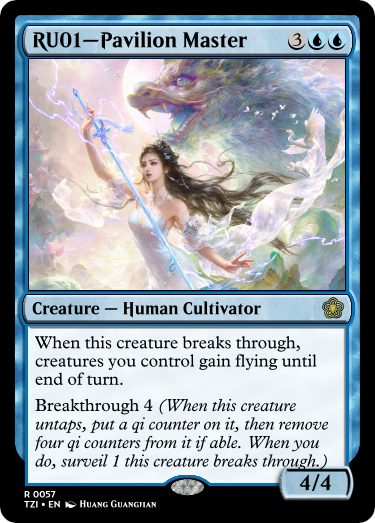 RU01—Pavilion Master 3
Creature — Human Cultivator
When this creature breaks through,
creatures you control gain flying until
end of turn.
Breakthrough 4 (When this creature
untaps, put a qi counter on it, then remove
four qi counters from it if able. When you
do, surveil 1 this creature breaks through.)
4/4
R 0057
TZI • EN Huang Guangjian